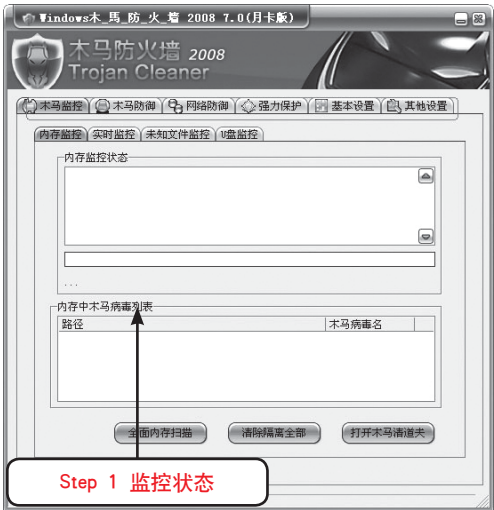 Windows木_馬_防_火_墙 2008 7.0(月卡版)
木马防火墙 2008
Trojan Cleaner
木马监控 木马防御 网络防御 强力保护 基本设置 其他设置
内存监控 实时监控 未知文件监控 U盘监控
内存监控状态
...
内存中木马病毒列表
路径 木马病毒名
全面内存扫描 清除隔离全部 打开木马清道夫
Step 1 监控状态